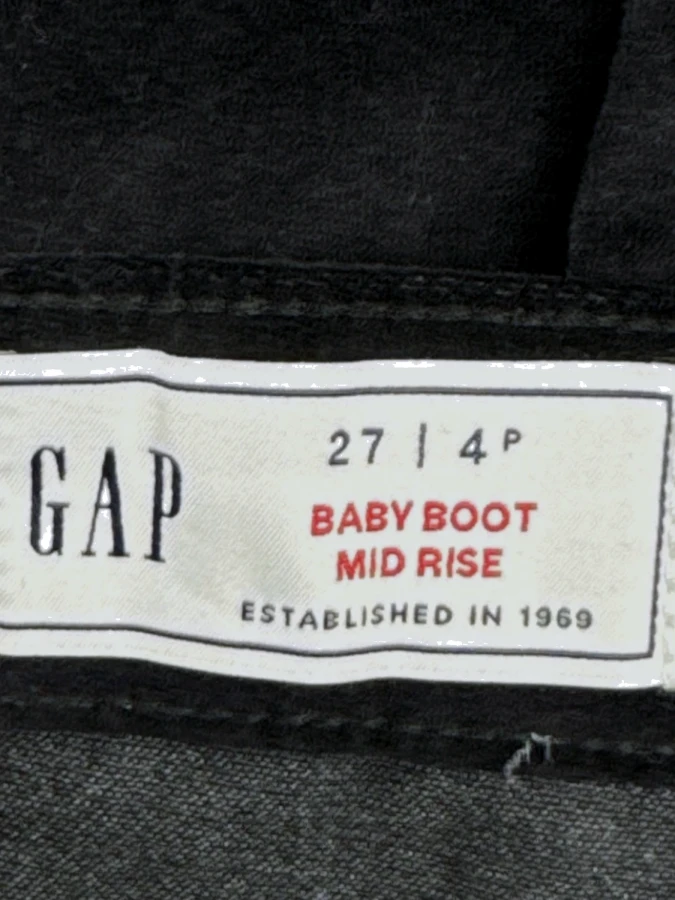 GAP
27 | 4P
BABY BOOT
MID RISE
ESTABLISHED IN 1969